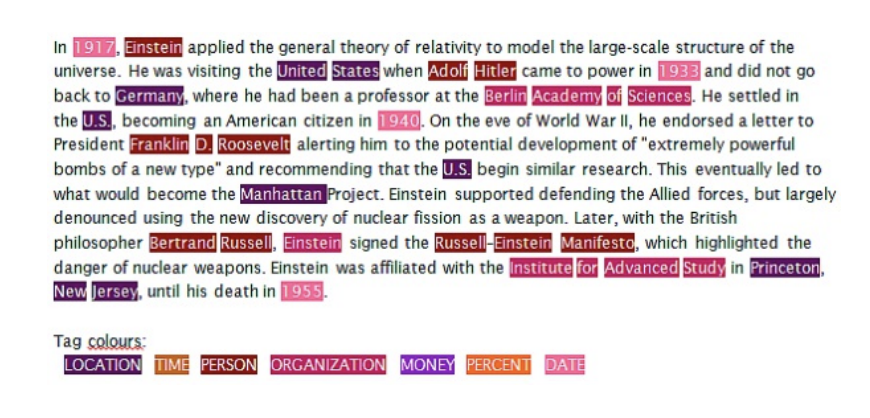 In 1917, Einstein applied the general theory of relativity to model the large-scale structure of the
universe. He was visiting the United States when Adolf Hitler came to power in 1933 and did not go
back to Germany, where he had been a professor at the Berlin Academy of Sciences. He settled in
the U.S., becoming an American citizen in 1940. On the eve of World War II, he endorsed a letter to
President Franklin D. Roosevelt alerting him to the potential development of "extremely powerful
bombs of a new type" and recommending that the U.S. begin similar research. This eventually led to
what would become the Manhattan Project. Einstein supported defending the Allied forces, but largely
denounced using the new discovery of nuclear fission as a weapon. Later, with the British
philosopher Bertrand Russell, Einstein signed the Russell-Einstein Manifesto, which highlighted the
danger of nuclear weapons. Einstein was affiliated with the Institute for Advanced Study in Princeton,
New Jersey, until his death in 1955.
Tag colours:
LOCATION TIME PERSON ORGANIZATION MONEY PERCENT DATE